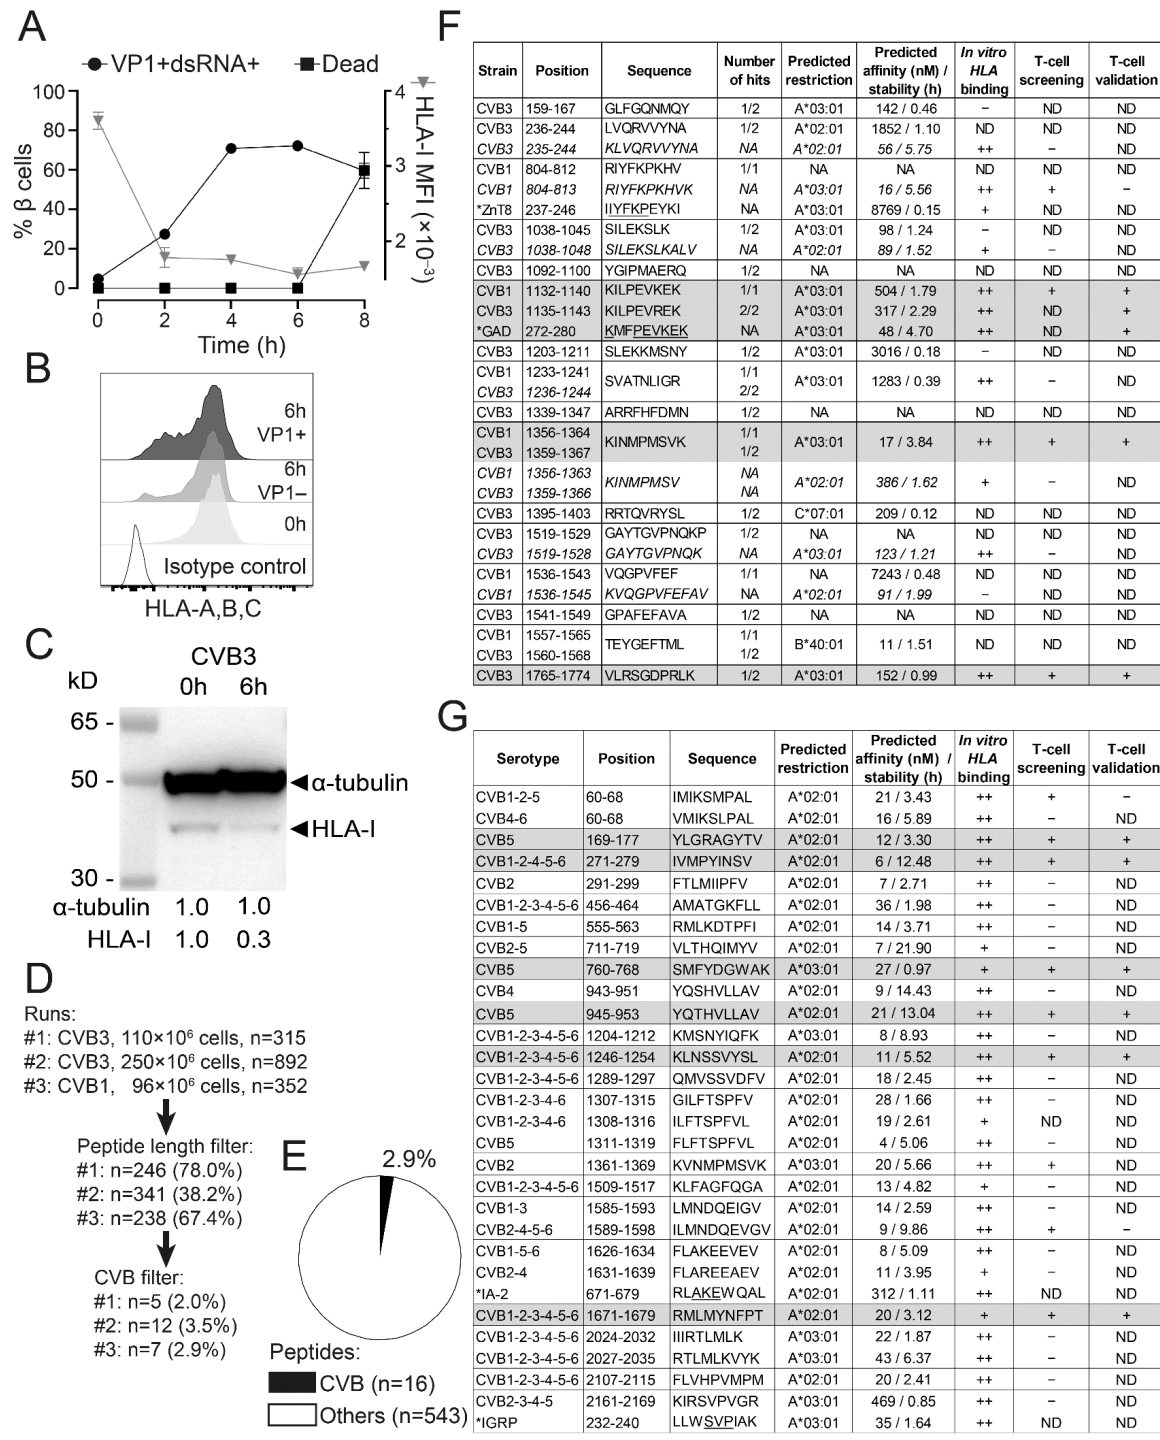 A
VP1+dsRNA+ Dead
% β cells
100
80
60
40
20
0
HLA-I MFI (×10⁻³)
4
3
2
0 2 4 6 8
Time (h)
B
6h
VP1+
6h
VP1–
0h
Isotype control
HLA-A,B,C
C
CVB3
kD 0h 6h
65 -
50 -
30 -
α-tubulin
HLA-I
α-tubulin 1.0 1.0
HLA-I 1.0 0.3
D
Runs:
#1: CVB3, 110×10⁶ cells, n=315
#2: CVB3, 250×10⁶ cells, n=892
#3: CVB1, 96×10⁶ cells, n=352
Peptide length filter:
#1: n=246 (78.0%)
#2: n=341 (38.2%)
#3: n=238 (67.4%)
CVB filter:
#1: n=5 (2.0%)
#2: n=12 (3.5%)
#3: n=7 (2.9%)
E
2.9%
Peptides:
CVB (n=16)
Others (n=543)
F
Strain Position Sequence Number of hits Predicted restriction Predicted affinity (nM) / stability (h) In vitro HLA binding T-cell screening T-cell validation
CVB3 159-167 GLFGQNMQY 1/2 A*03:01 142 / 0.46 – ND ND
CVB3 236-244 LVQRVVYNA 1/2 A*02:01 1852 / 1.10 ND ND ND
CVB3 235-244 KLVQRVVYNA NA A*02:01 56 / 5.75 ++ – ND
CVB1 804-812 RIYFKPKHV 1/1 NA NA ND ND ND
CVB1 804-813 RIYFKPKHVK NA A*03:01 16 / 5.56 ++ + –
*ZnT8 237-246 IIYFKPEYKI NA A*03:01 8769 / 0.15 + ND ND
CVB3 1038-1045 SILEKSLK 1/2 A*03:01 98 / 1.24 – ND ND
CVB3 1038-1048 SILEKSLKALV NA A*02:01 89 / 1.52 + – ND
CVB3 1092-1100 YGIPMAERQ 1/2 NA NA ND ND ND
CVB1 1132-1140 KILPEVKEK 1/1 A*03:01 504 / 1.79 ++ + +
CVB3 1135-1143 KILPEVREK 2/2 A*03:01 317 / 2.29 ++ ND +
*GAD 272-280 KMFPEVKEK NA A*03:01 48 / 4.70 ++ ND +
CVB3 1203-1211 SLEKKMSNY 1/2 A*03:01 3016 / 0.18 – ND ND
CVB1 1233-1241 1/1
SVATNLIGR A*03:01 1283 / 0.39 ++ – ND
CVB3 1236-1244 2/2
CVB3 1339-1347 ARRFHFDMN 1/2 NA NA ND ND ND
CVB1 1356-1364 1/1
KINMPMSVK A*03:01 17 / 3.84 ++ + +
CVB3 1359-1367 1/2
CVB1 1356-1363 NA
KINMPMSV A*02:01 386 / 1.62 + – ND
CVB3 1359-1366 NA
CVB3 1395-1403 RRTQVRYSL 1/2 C*07:01 209 / 0.12 ND ND ND
CVB3 1519-1529 GAYTGVPNQKP 1/2 NA NA ND ND ND
CVB3 1519-1528 GAYTGVPNQK NA A*03:01 123 / 1.21 ++ – ND
CVB1 1536-1543 VQGPVFEF 1/1 NA 7243 / 0.48 ND ND ND
CVB1 1536-1545 KVQGPVFEFAV NA A*02:01 91 / 1.99 – ND ND
CVB3 1541-1549 GPAFEFAVA 1/2 NA NA ND ND ND
CVB1 1557-1565 1/1
TEYGEFTML B*40:01 11 / 1.51 ND ND ND
CVB3 1560-1568 1/2
CVB3 1765-1774 VLRSGDPRLK 1/2 A*03:01 152 / 0.99 ++ + +
G
Serotype Position Sequence Predicted restriction Predicted affinity (nM) / stability (h) In vitro HLA binding T-cell screening T-cell validation
CVB1-2-5 60-68 IMIKSMPAL A*02:01 21 / 3.43 ++ + –
CVB4-6 60-68 VMIKSLPAL A*02:01 16 / 5.89 ++ – ND
CVB5 169-177 YLGRAGYTV A*02:01 12 / 3.30 ++ + +
CVB1-2-4-5-6 271-279 IVMPYINSV A*02:01 6 / 12.48 ++ + +
CVB2 291-299 FTLMIIPFV A*02:01 7 / 2.71 ++ – ND
CVB1-2-3-4-5-6 456-464 AMATGKFLL A*02:01 36 / 1.98 ++ – ND
CVB1-5 555-563 RMLKDTPFI A*02:01 14 / 3.71 ++ – ND
CVB2-5 711-719 VLTHQIMYV A*02:01 7 / 21.90 + – ND
CVB5 760-768 SMFYDGWAK A*03:01 27 / 0.97 + + +
CVB4 943-951 YQSHVLLAV A*02:01 9 / 14.43 ++ – ND
CVB5 945-953 YQTHVLLAV A*02:01 21 / 13.04 ++ + +
CVB1-2-3-4-5-6 1204-1212 KMSNYIQFK A*03:01 8 / 8.93 ++ – ND
CVB1-2-3-4-5-6 1246-1254 KLNSSVYSL A*02:01 11 / 5.52 ++ + +
CVB1-2-3-4-5-6 1289-1297 QMVSSVDFV A*02:01 18 / 2.45 ++ – ND
CVB1-2-3-4-6 1307-1315 GILFTSPFV A*02:01 28 / 1.66 ++ – ND
CVB1-2-3-4-6 1308-1316 ILFTSPFVL A*02:01 19 / 2.61 + ND ND
CVB5 1311-1319 FLFTSPFVL A*02:01 4 / 5.06 ++ – ND
CVB2 1361-1369 KVNMPMSVK A*03:01 20 / 5.66 ++ + ND
CVB1-2-3-4-5-6 1509-1517 KLFAGFQGA A*02:01 13 / 4.82 + – ND
CVB1-3 1585-1593 LMNDQEIGV A*02:01 14 / 2.59 ++ – ND
CVB2-4-5-6 1589-1598 ILMNDQEVGV A*02:01 9 / 9.86 ++ + –
CVB1-5-6 1626-1634 FLAKEEVEV A*02:01 8 / 5.09 ++ – ND
CVB2-4 1631-1639 FLAREEAEV A*02:01 11 / 3.95 + – ND
*IA-2 671-679 RLAKEWQAL A*02:01 312 / 1.11 ++ ND ND
CVB1-2-3-4-5-6 1671-1679 RMLMYNFPT A*02:01 20 / 3.12 + + +
CVB1-2-3-4-5-6 2024-2032 IIIRTLMLK A*03:01 22 / 1.87 ++ – ND
CVB1-2-3-4-5-6 2027-2035 RTLMLKVYK A*03:01 43 / 6.37 ++ – ND
CVB1-2-3-4-5-6 2107-2115 FLVHPVMPM A*02:01 20 / 2.41 ++ – ND
CVB2-3-4-5 2161-2169 KIRSVPVGR A*03:01 469 / 0.85 ++ – ND
*IGRP 232-240 LLWSVPIAK A*03:01 35 / 1.64 ++ ND ND